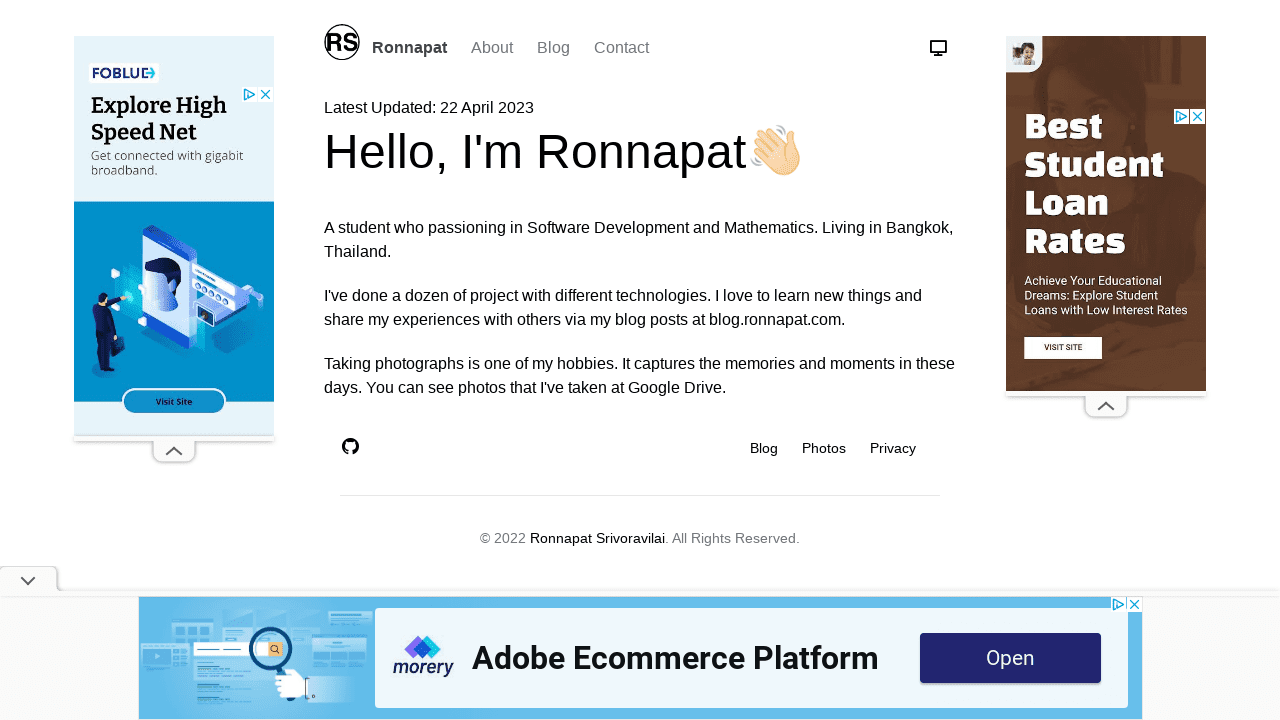 RS
Ronnapat About Blog Contact
Latest Updated: 22 April 2023
Hello, I'm Ronnapat👋🏻
A student who passioning in Software Development and Mathematics. Living in Bangkok,
Thailand.
I've done a dozen of project with different technologies. I love to learn new things and
share my experiences with others via my blog posts at blog.ronnapat.com.
Taking photographs is one of my hobbies. It captures the memories and moments in these
days. You can see photos that I've taken at Google Drive.
Blog Photos Privacy
© 2022 Ronnapat Srivoravilai. All Rights Reserved.
FOBLUE
Explore High
Speed Net
Get connected with gigabit
broadband.
Visit Site
Best
Student
Loan
Rates
Achieve Your Educational
Dreams: Explore Student
Loans with Low Interest Rates
VISIT SITE
morery
Adobe Ecommerce Platform
Open